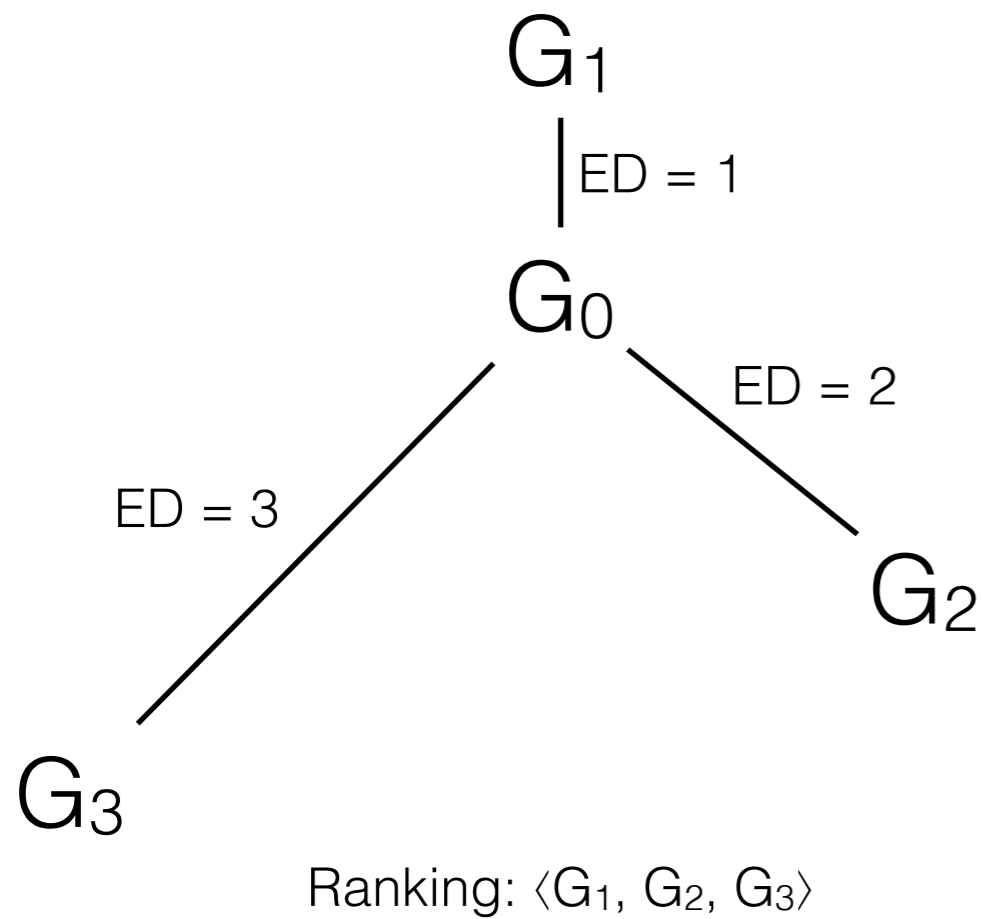 G₁
ED = 1
G₀
ED = 2
ED = 3
G₂
G₃
Ranking: ⟨G₁, G₂, G₃⟩